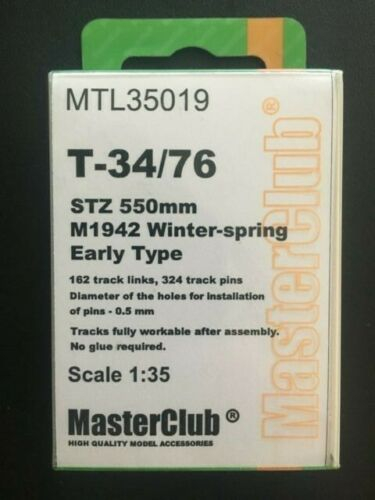 MTL35019
T-34/76
STZ 550mm
M1942 Winter-spring
Early Type
162 track links, 324 track pins
Diameter of the holes for installation
of pins - 0.5 mm
Tracks fully workable after assembly.
No glue required.
Scale 1:35
MasterClub®
HIGH QUALITY MODEL ACCESSORIES
MasterClub®